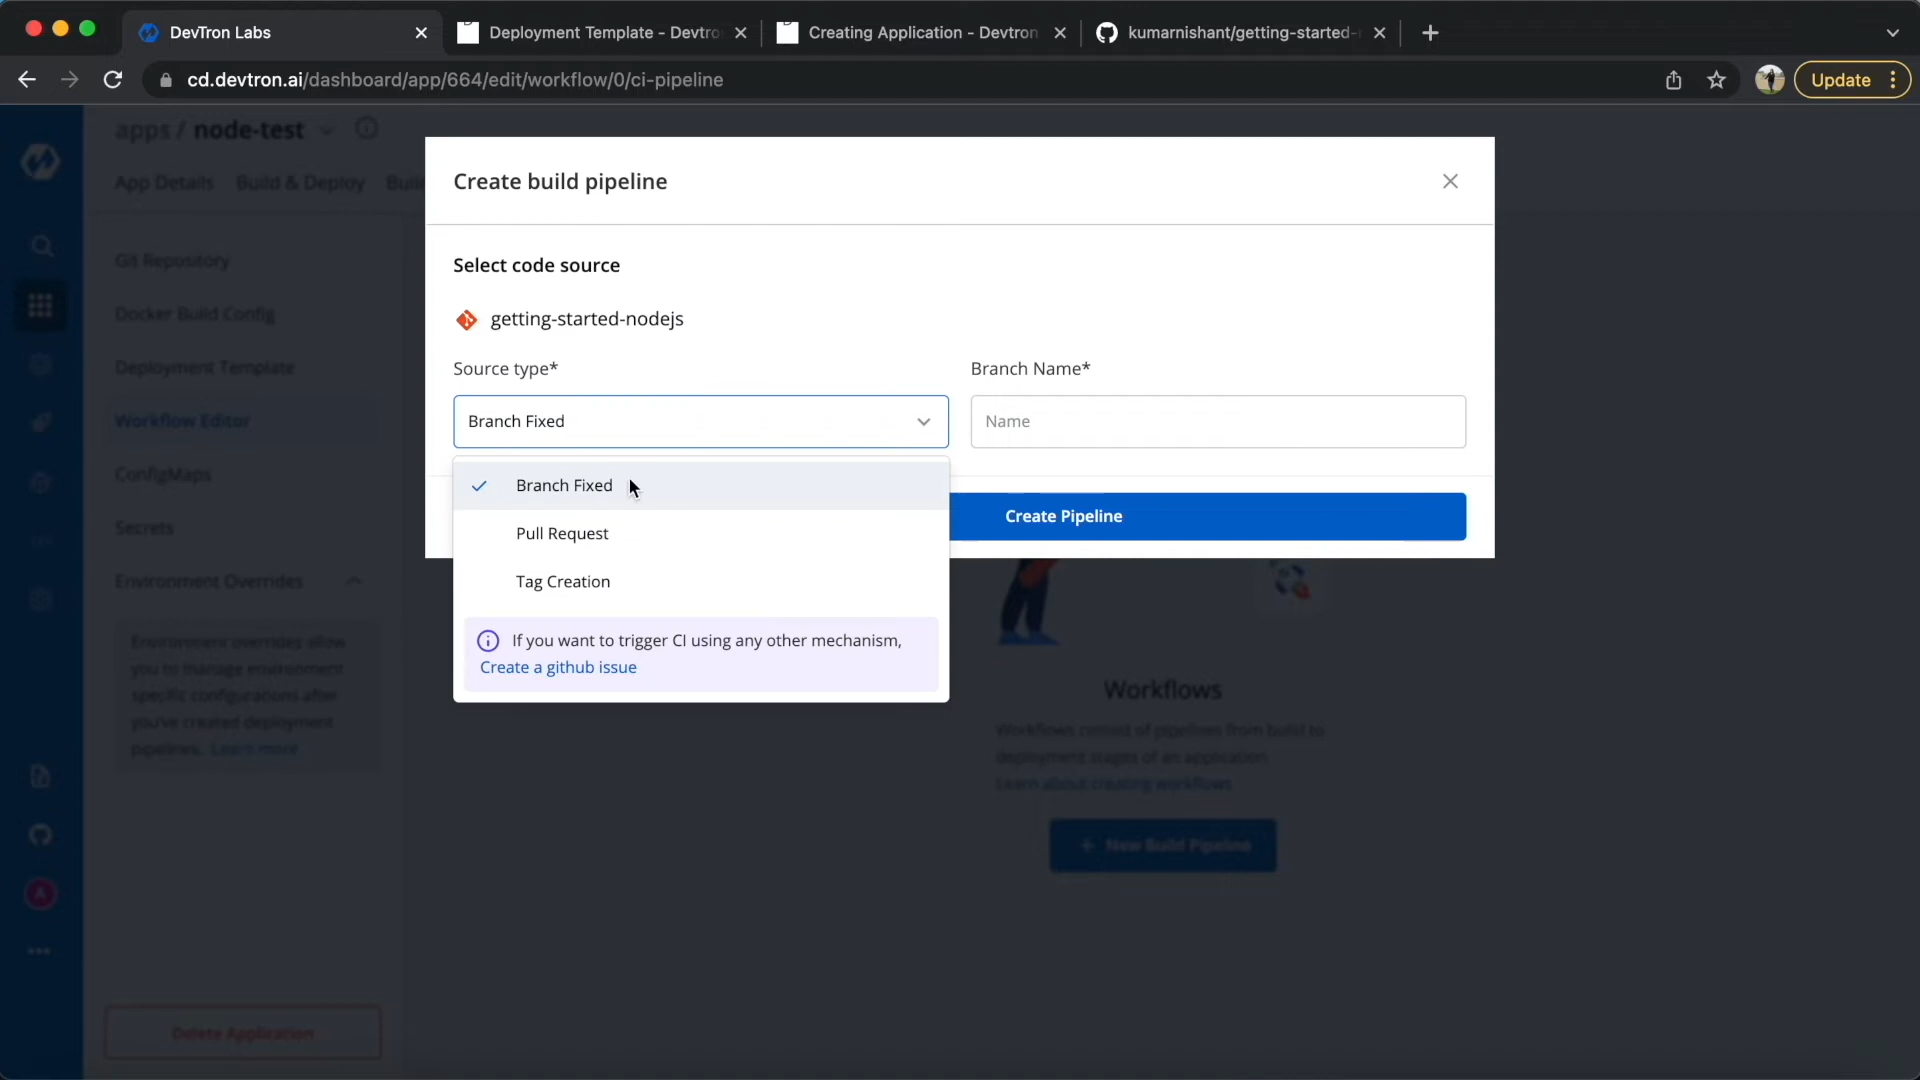 DevTron Labs
Deployment Template - Devtro
Creating Application - Devtron
kumarnishant/getting-started-
cd.devtron.ai/dashboard/app/664/edit/workflow/0/ci-pipeline
Update
apps / node-test
App Details
Build & Deploy
Create build pipeline
Select code source
getting-started-nodejs
Source type*
Branch Name*
Branch Fixed
Name
Branch Fixed
Pull Request
Tag Creation
If you want to trigger CI using any other mechanism,
Create a github issue
Create Pipeline
Git Repository
Docker Build Config
Deployment Template
Workflow Editor
ConfigMaps
Secrets
Environment Overrides
Environment overrides allow
you to manage environment
specific configurations after
you've created deployment
pipelines. Learn more
Delete Application
Workflows
Workflows consist of pipelines from build to
deployment stages of an application.
Learn about creating workflows
+ New Build Pipeline